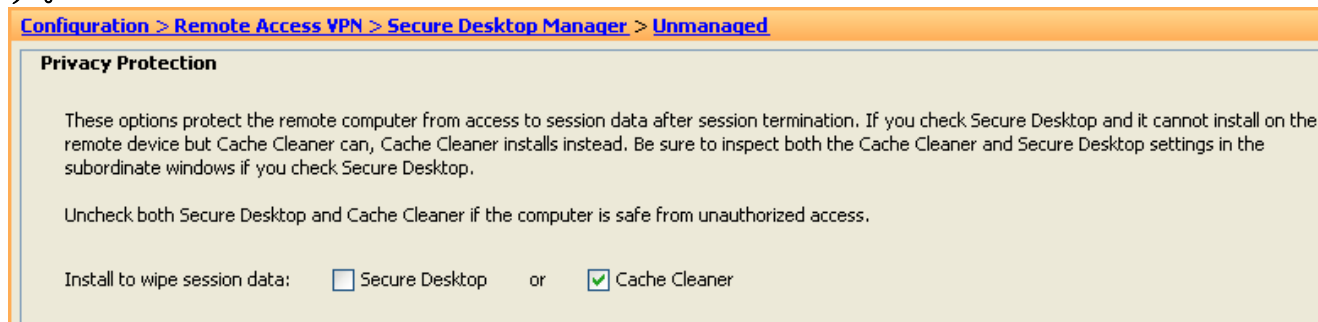 Configuration > Remote Access VPN > Secure Desktop Manager > Unmanaged
Privacy Protection
These options protect the remote computer from access to session data after session termination. If you check Secure Desktop and it cannot install on the
remote device but Cache Cleaner can, Cache Cleaner installs instead. Be sure to inspect both the Cache Cleaner and Secure Desktop settings in the
subordinate windows if you check Secure Desktop.
Uncheck both Secure Desktop and Cache Cleaner if the computer is safe from unauthorized access.
Install to wipe session data: Secure Desktop or Cache Cleaner